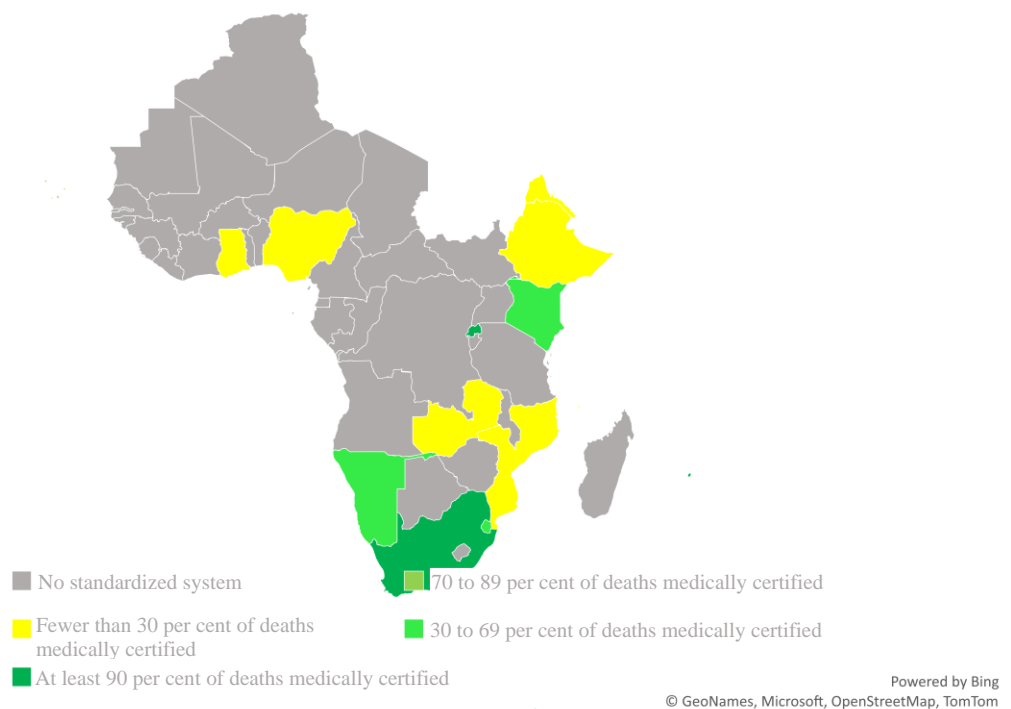 No standardized system
70 to 89 per cent of deaths medically certified
Fewer than 30 per cent of deaths
medically certified
30 to 69 per cent of deaths medically certified
At least 90 per cent of deaths medically certified
Powered by Bing
© GeoNames, Microsoft, OpenStreetMap, TomTom